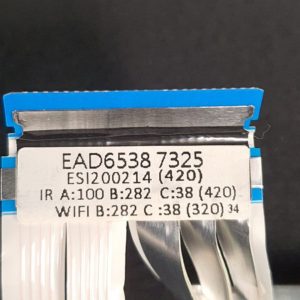 EAD6538 7325
ESI200214 (420)
IR A:100 B:282 C:38 (420)
WIFI B:282 C:38 (320) 34